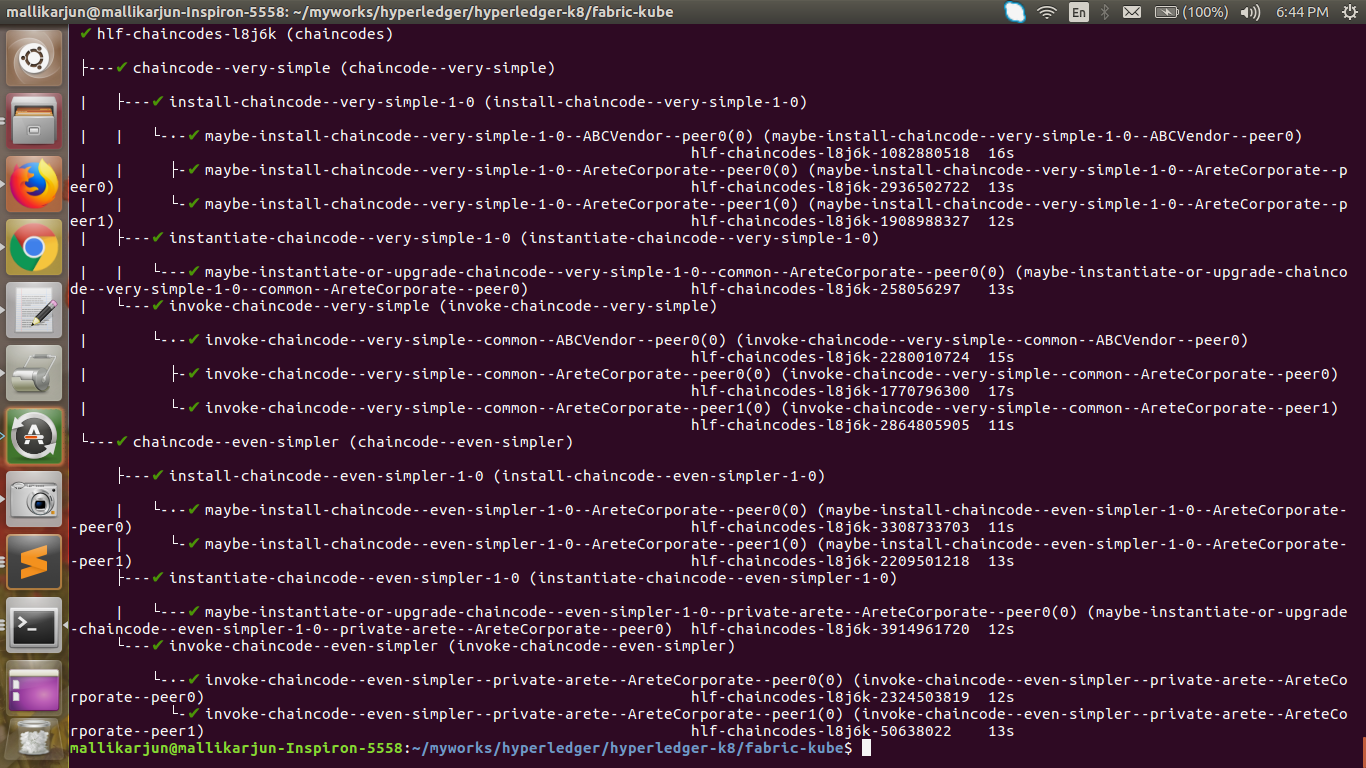 mallikarjun@mallikarjun-Inspiron-5558: ~/myworks/hyperledger/hyperledger-k8/fabric-kube En (100%) 6:44 PM
✔ hlf-chaincodes-l8j6k (chaincodes)
├---✔ chaincode--very-simple (chaincode--very-simple)
|   ├---✔ install-chaincode--very-simple-1-0 (install-chaincode--very-simple-1-0)
|   |   └-·-✔ maybe-install-chaincode--very-simple-1-0--ABCVendor--peer0(0) (maybe-install-chaincode--very-simple-1-0--ABCVendor--peer0)
hlf-chaincodes-l8j6k-1082880518  16s
|   |     ├-✔ maybe-install-chaincode--very-simple-1-0--AreteCorporate--peer0(0) (maybe-install-chaincode--very-simple-1-0--AreteCorporate--p
eer0) hlf-chaincodes-l8j6k-2936502722  13s
|   |     └-✔ maybe-install-chaincode--very-simple-1-0--AreteCorporate--peer1(0) (maybe-install-chaincode--very-simple-1-0--AreteCorporate--p
eer1) hlf-chaincodes-l8j6k-1908988327  12s
|   ├---✔ instantiate-chaincode--very-simple-1-0 (instantiate-chaincode--very-simple-1-0)
|   |   └---✔ maybe-instantiate-or-upgrade-chaincode--very-simple-1-0--common--AreteCorporate--peer0(0) (maybe-instantiate-or-upgrade-chainco
de--very-simple-1-0--common--AreteCorporate--peer0) hlf-chaincodes-l8j6k-258056297   13s
|   └---✔ invoke-chaincode--very-simple (invoke-chaincode--very-simple)
|       └-·-✔ invoke-chaincode--very-simple--common--ABCVendor--peer0(0) (invoke-chaincode--very-simple--common--ABCVendor--peer0)
hlf-chaincodes-l8j6k-2280010724  15s
|         ├-✔ invoke-chaincode--very-simple--common--AreteCorporate--peer0(0) (invoke-chaincode--very-simple--common--AreteCorporate--peer0)
hlf-chaincodes-l8j6k-1770796300  17s
|         └-✔ invoke-chaincode--very-simple--common--AreteCorporate--peer1(0) (invoke-chaincode--very-simple--common--AreteCorporate--peer1)
hlf-chaincodes-l8j6k-2864805905  11s
└---✔ chaincode--even-simpler (chaincode--even-simpler)
    ├---✔ install-chaincode--even-simpler-1-0 (install-chaincode--even-simpler-1-0)
    |   └-·-✔ maybe-install-chaincode--even-simpler-1-0--AreteCorporate--peer0(0) (maybe-install-chaincode--even-simpler-1-0--AreteCorporate-
-peer0) hlf-chaincodes-l8j6k-3308733703  11s
    |     └-✔ maybe-install-chaincode--even-simpler-1-0--AreteCorporate--peer1(0) (maybe-install-chaincode--even-simpler-1-0--AreteCorporate-
-peer1) hlf-chaincodes-l8j6k-2209501218  13s
    ├---✔ instantiate-chaincode--even-simpler-1-0 (instantiate-chaincode--even-simpler-1-0)
    |   └---✔ maybe-instantiate-or-upgrade-chaincode--even-simpler-1-0--private-arete--AreteCorporate--peer0(0) (maybe-instantiate-or-upgrade
-chaincode--even-simpler-1-0--private-arete--AreteCorporate--peer0)  hlf-chaincodes-l8j6k-3914961720  12s
    └---✔ invoke-chaincode--even-simpler (invoke-chaincode--even-simpler)
        └-·-✔ invoke-chaincode--even-simpler--private-arete--AreteCorporate--peer0(0) (invoke-chaincode--even-simpler--private-arete--AreteCo
rporate--peer0) hlf-chaincodes-l8j6k-2324503819  12s
          └-✔ invoke-chaincode--even-simpler--private-arete--AreteCorporate--peer1(0) (invoke-chaincode--even-simpler--private-arete--AreteCo
rporate--peer1) hlf-chaincodes-l8j6k-50638022    13s
mallikarjun@mallikarjun-Inspiron-5558:~/myworks/hyperledger/hyperledger-k8/fabric-kube$